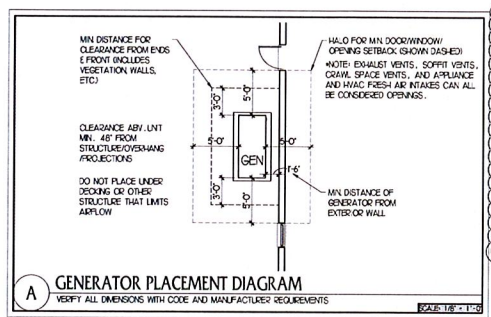 MIN. DISTANCE FOR
CLEARANCE FROM ENDS
& FRONT (INCLUDES
VEGETATION, WALLS,
ETC.)
HALO FOR MIN. DOOR/WINDOW/
OPENING SETBACK (SHOWN DASHED)
*NOTE: EXHAUST VENTS, SOFFIT VENTS,
CRAWL SPACE VENTS, AND APPLIANCE
AND HVAC FRESH AIR INTAKES CAN ALL
BE CONSIDERED OPENINGS.
3'-0"
5'-0"
CLEARANCE ABV. UNIT
MIN. 48" FROM
STRUCTURE/OVERHANG
/PROJECTIONS
5'-0"
5'-0"
GEN
1'-6"
DO NOT PLACE UNDER
DECKING OR OTHER
STRUCTURE THAT LIMITS
AIRFLOW
3'-0"
5'-0"
MIN. DISTANCE OF
GENERATOR FROM
EXTERIOR WALL
A
GENERATOR PLACEMENT DIAGRAM
VERIFY ALL DIMENSIONS WITH CODE AND MANUFACTURER REQUIREMENTS
SCALE: 1/8" = 1'-0"